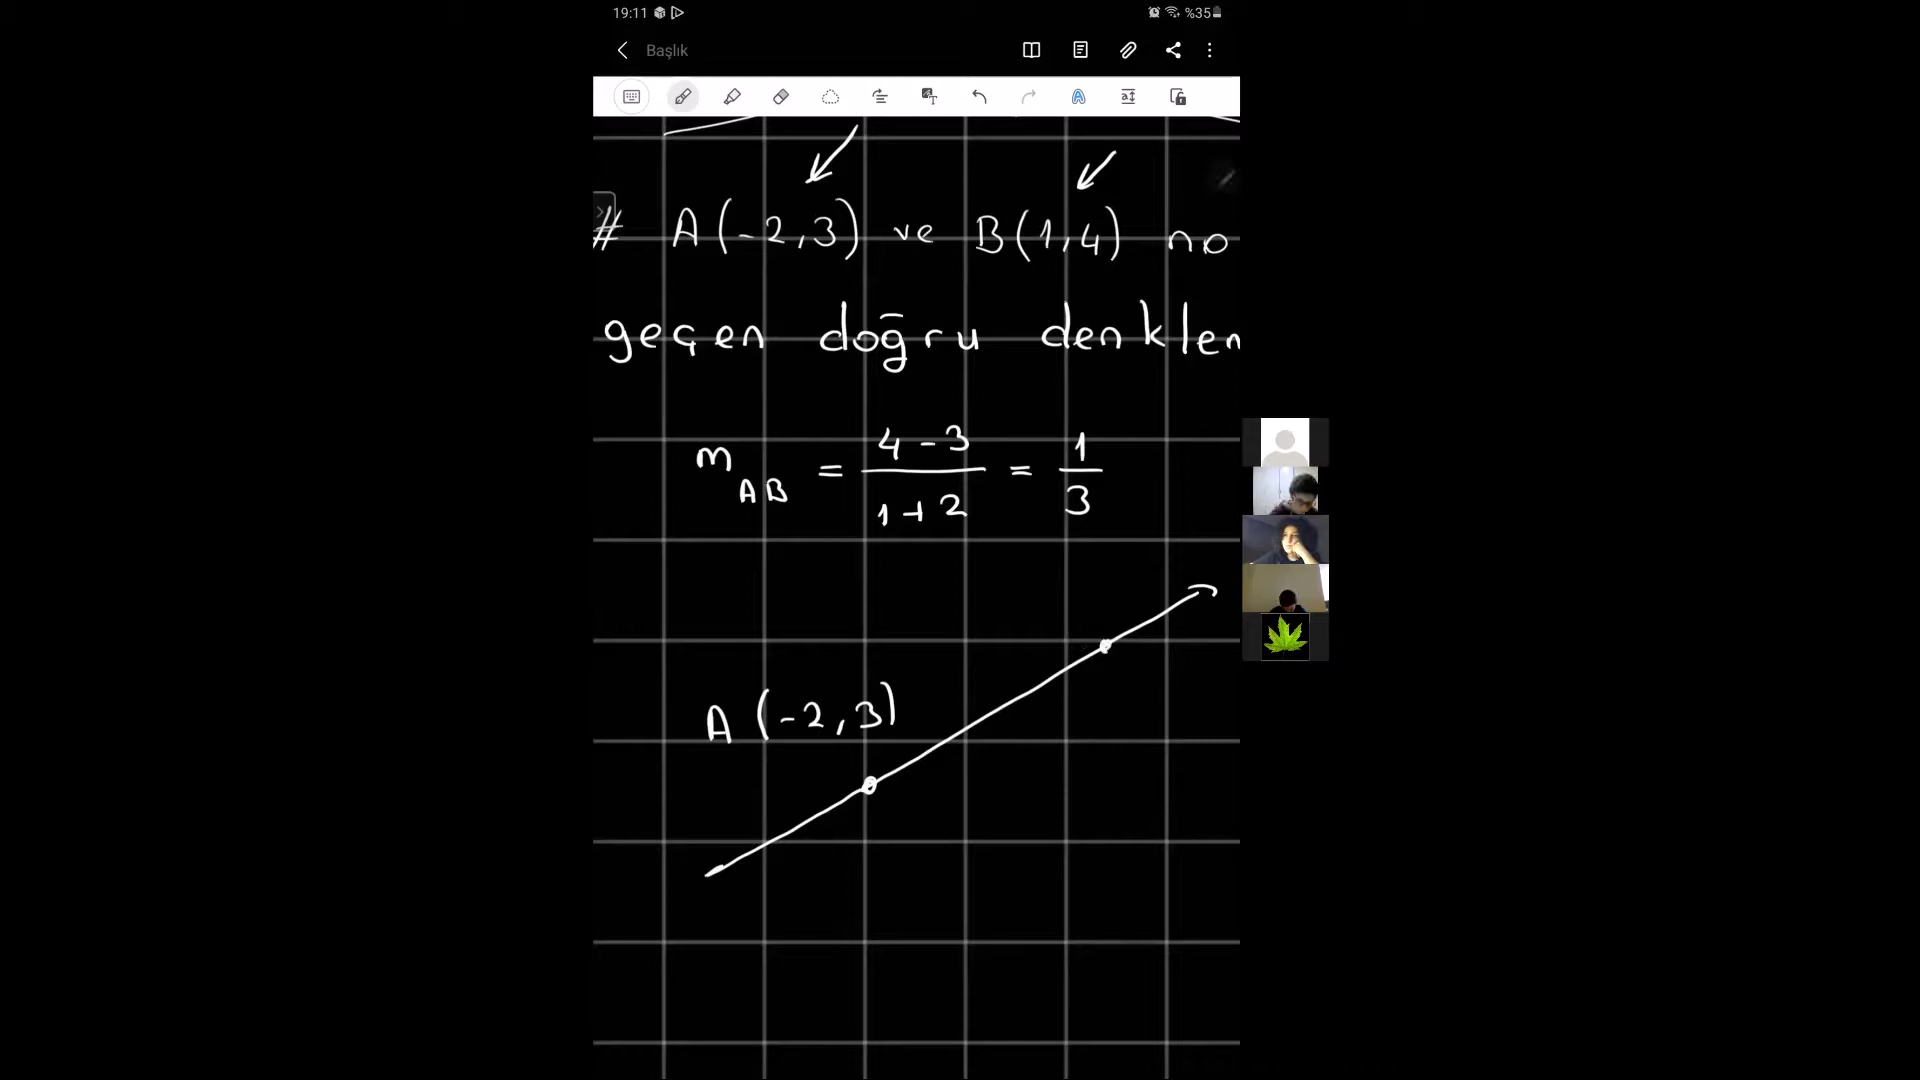 19:11 %35
Başlık
# A(-2,3) ve B(1,4) no
geçen doğru denklem
m_AB = (4-3)/(1+2) = 1/3
A(-2,3)